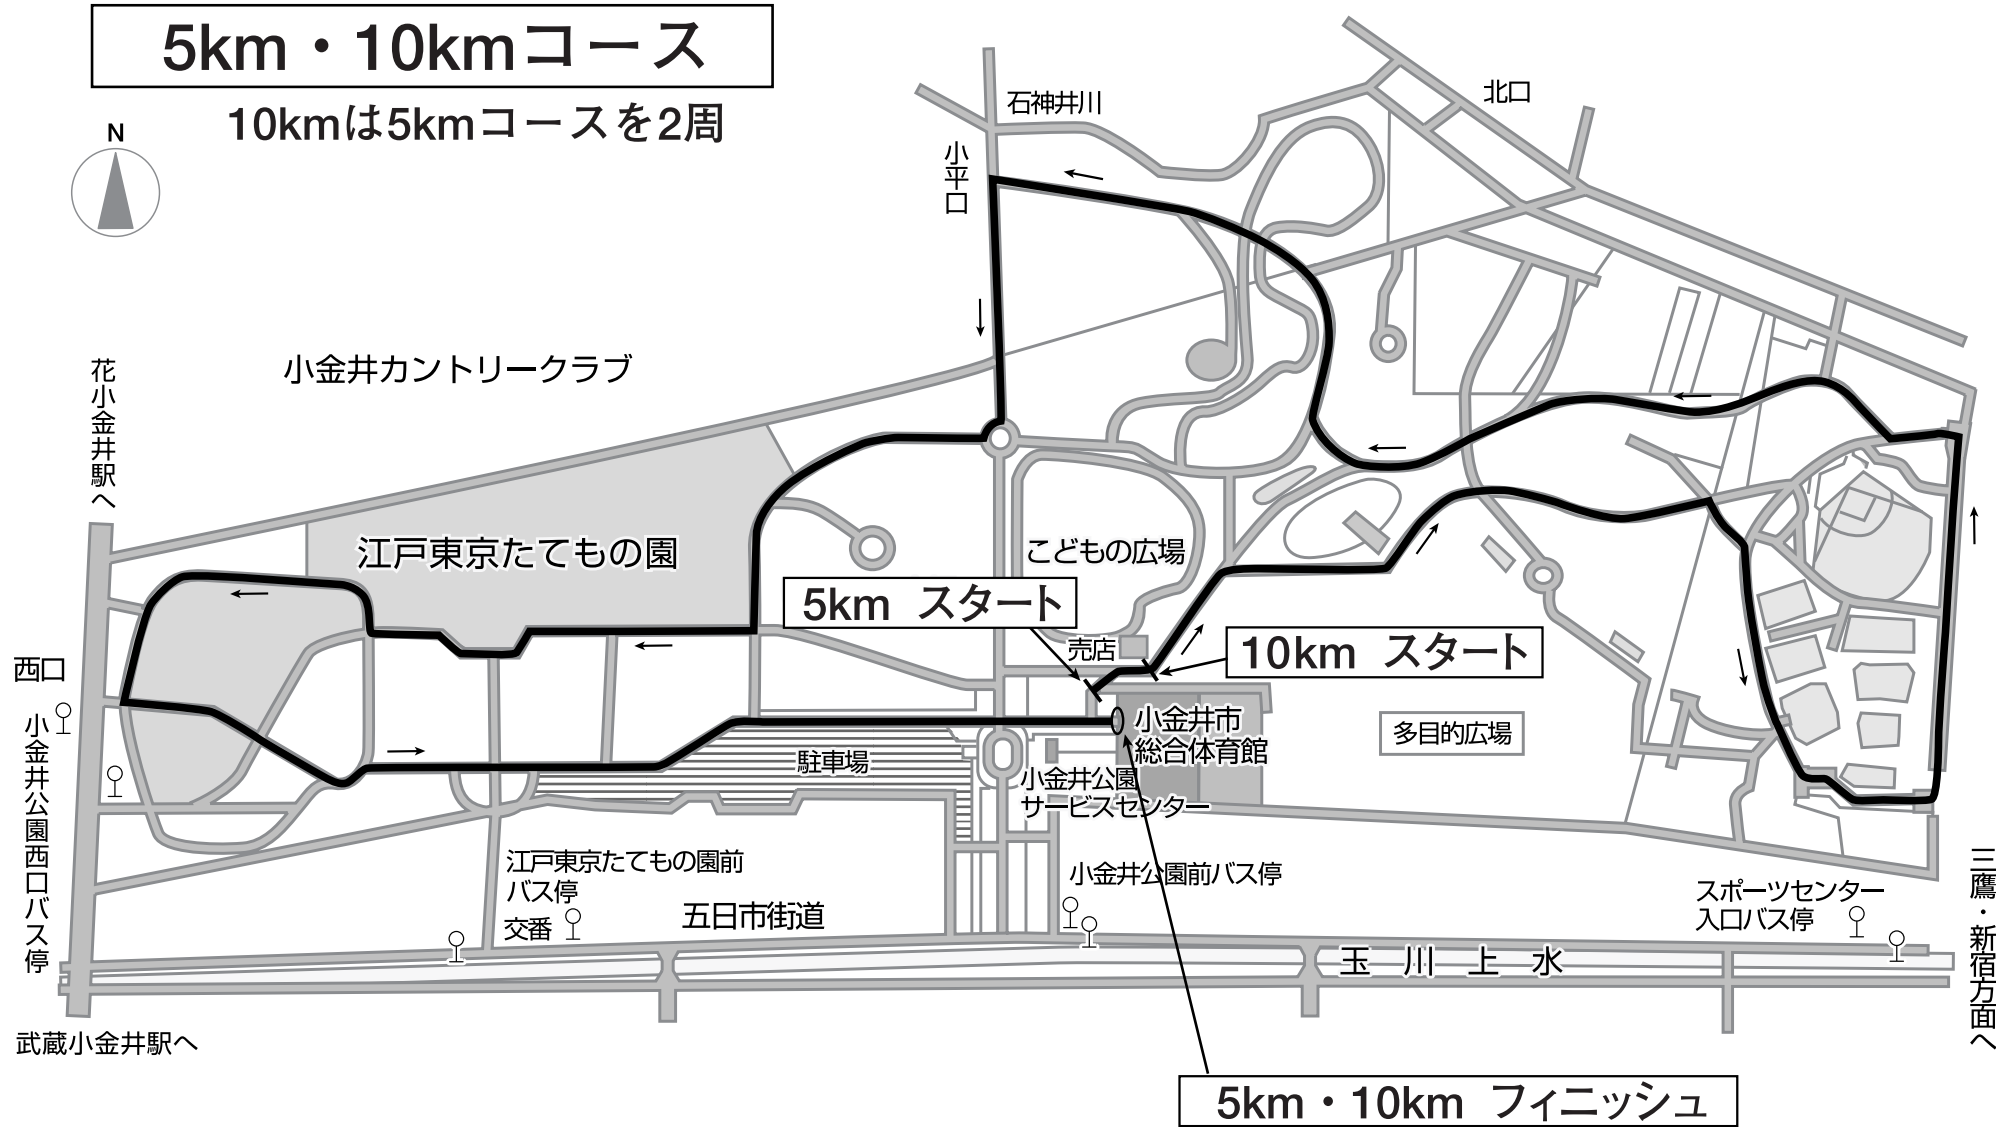 5km・10kmコース
10kmは5kmコースを2周
N
石神井川
北口
小平口
小金井カントリークラブ
花小金井駅へ
江戸東京たてもの園
こどもの広場
5km スタート
売店
10km スタート
西口
小金井公園西口バス停
小金井市
総合体育館
多目的広場
駐車場
小金井公園
サービスセンター
江戸東京たてもの園前
バス停
交番
五日市街道
小金井公園前バス停
スポーツセンター
入口バス停
三鷹・新宿方面へ
玉川上水
武蔵小金井駅へ
5km・10km フィニッシュ